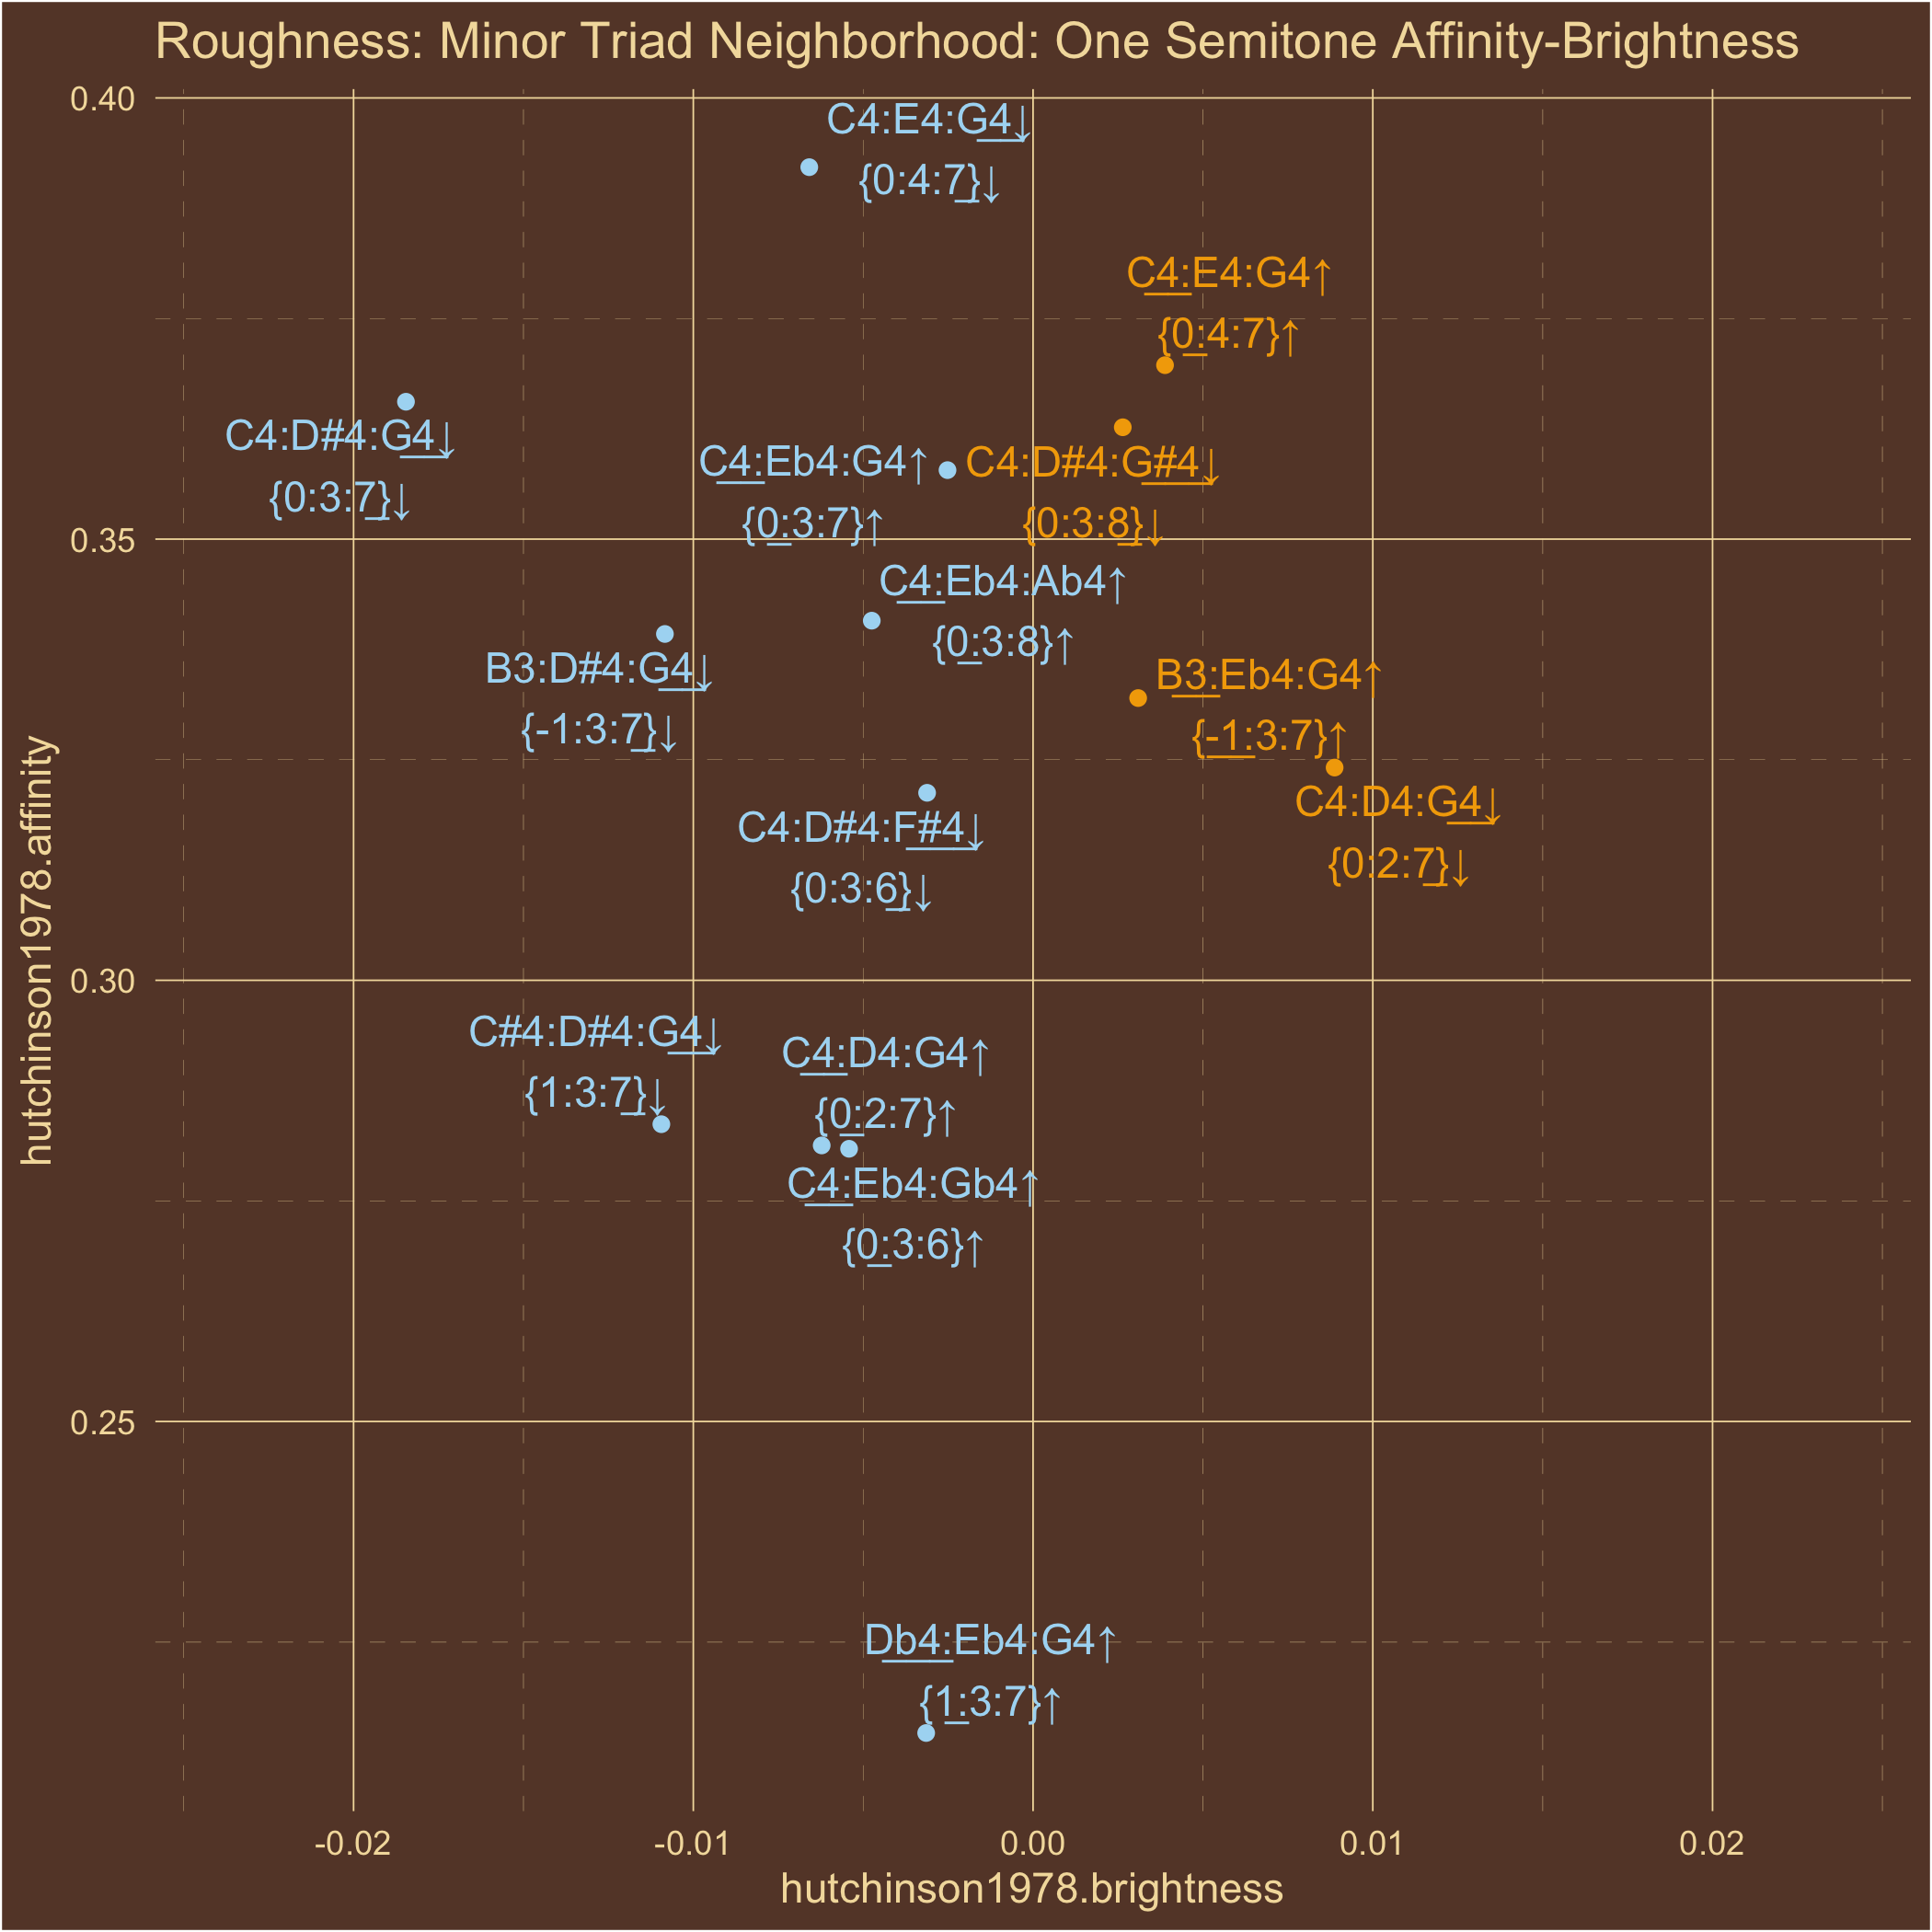 Roughness: Minor Triad Neighborhood: One Semitone Affinity-Brightness
0.40
C4:E4:G4↓
{0:4:7}↓
C4:E4:G4↑
{0:4:7}↑
C4:D#4:G4↓
{0:3:7}↓
C4:Eb4:G4↑
{0:3:7}↑
C4:D#4:G#4↓
{0:3:8}↓
0.35
C4:Eb4:Ab4↑
{0:3:8}↑
B3:D#4:G4↓
{-1:3:7}↓
B3:Eb4:G4↑
{-1:3:7}↑
C4:D4:G4↓
{0:2:7}↓
C4:D#4:F#4↓
{0:3:6}↓
hutchinson1978.affinity
0.30
C#4:D#4:G4↓
{1:3:7}↓
C4:D4:G4↑
{0:2:7}↑
C4:Eb4:Gb4↑
{0:3:6}↑
0.25
Db4:Eb4:G4↑
{1:3:7}↑
-0.02 -0.01 0.00 0.01 0.02
hutchinson1978.brightness